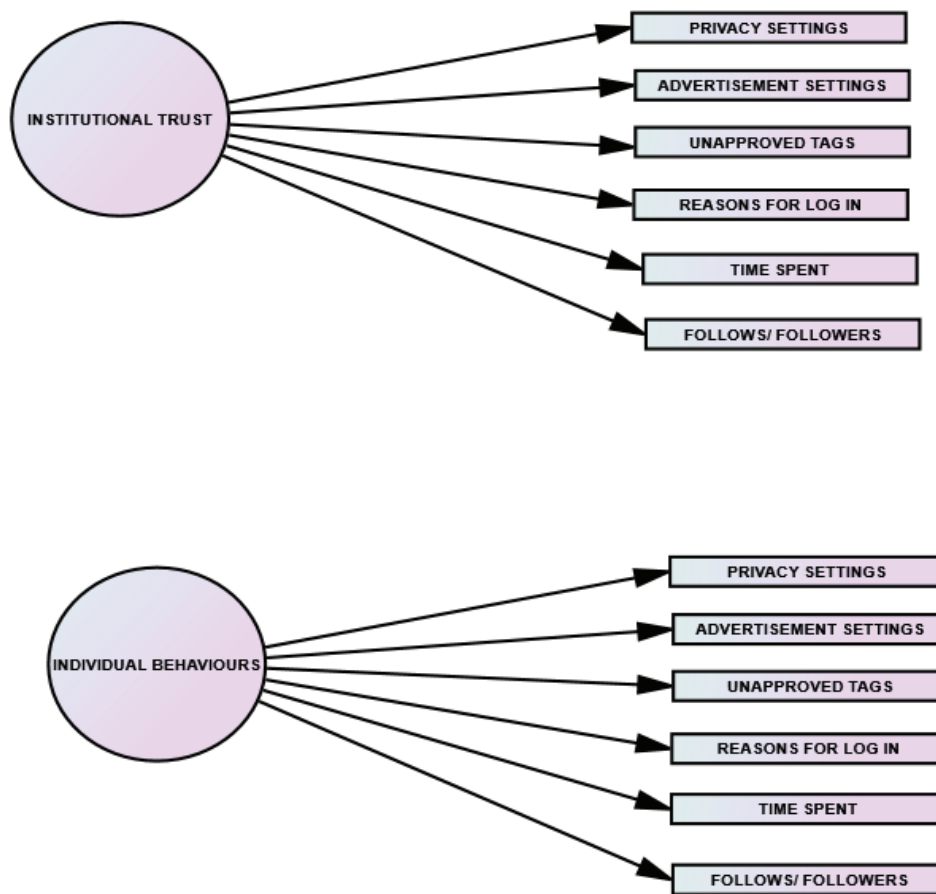 PRIVACY SETTINGS
ADVERTISEMENT SETTINGS
INSTITUTIONAL TRUST
UNAPPROVED TAGS
REASONS FOR LOG IN
TIME SPENT
FOLLOWS/ FOLLOWERS
PRIVACY SETTINGS
ADVERTISEMENT SETTINGS
INDIVIDUAL BEHAVIOURS
UNAPPROVED TAGS
REASONS FOR LOG IN
TIME SPENT
FOLLOWS/ FOLLOWERS